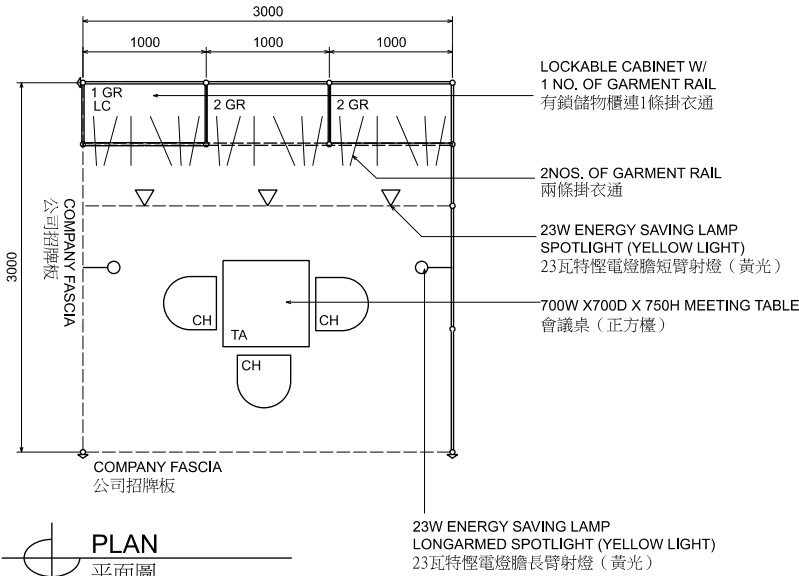 3000
1000
1000
1000
3000
1 GR
LC
2 GR
2 GR
LOCKABLE CABINET W/
1 NO. OF GARMENT RAIL
有鎖儲物櫃連1條掛衣通
2NOS. OF GARMENT RAIL
兩條掛衣通
23W ENERGY SAVING LAMP
SPOTLIGHT (YELLOW LIGHT)
23瓦特慳電燈膽短臂射燈（黃光）
700W X700D X 750H MEETING TABLE
會議桌（正方檯）
COMPANY FASCIA
公司招牌板
CH
TA
CH
CH
COMPANY FASCIA
公司招牌板
23W ENERGY SAVING LAMP
LONGARMED SPOTLIGHT (YELLOW LIGHT)
23瓦特慳電燈膽長臂射燈（黃光）
PLAN
平面圖